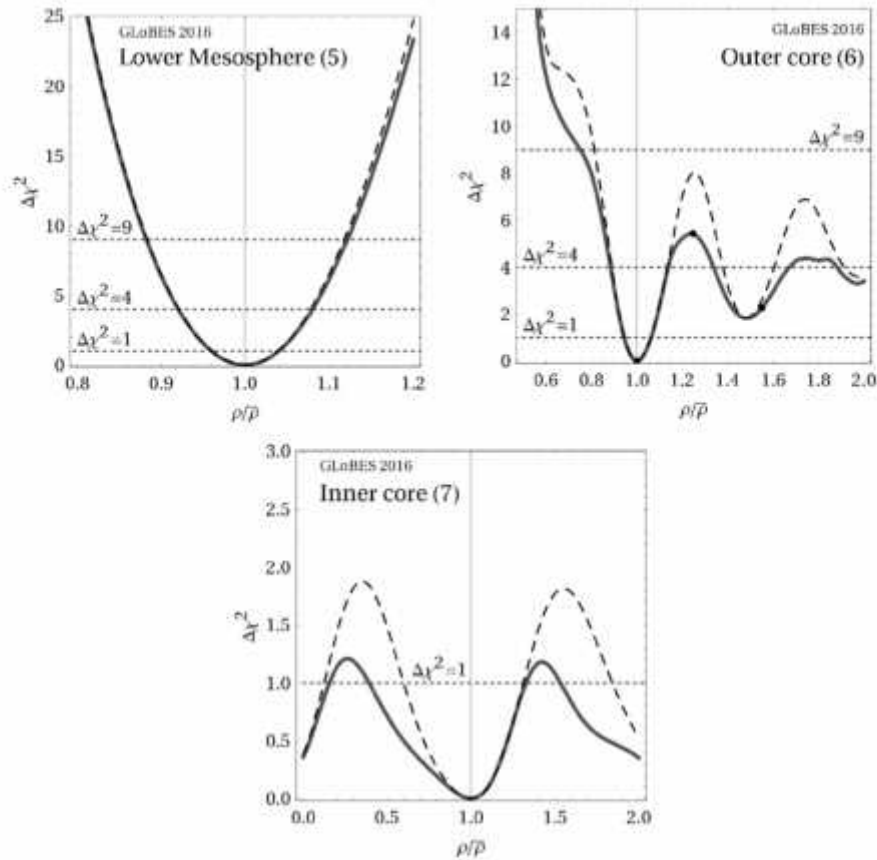 GLoBES 2016
Lower Mesosphere (5)
25
20
15
10
5
0
Δχ²
Δχ²=9
Δχ²=4
Δχ²=1
0.8 0.9 1.0 1.1 1.2
ρ/ρ̅
GLoBES 2016
Outer core (6)
14
12
10
8
6
4
2
0
Δχ²
Δχ²=9
Δχ²=4
Δχ²=1
0.6 0.8 1.0 1.2 1.4 1.6 1.8 2.0
ρ/ρ̅
GLoBES 2016
Inner core (7)
3.0
2.5
2.0
1.5
1.0
0.5
0.0
Δχ²
Δχ²=1
0.0 0.5 1.0 1.5 2.0
ρ/ρ̅